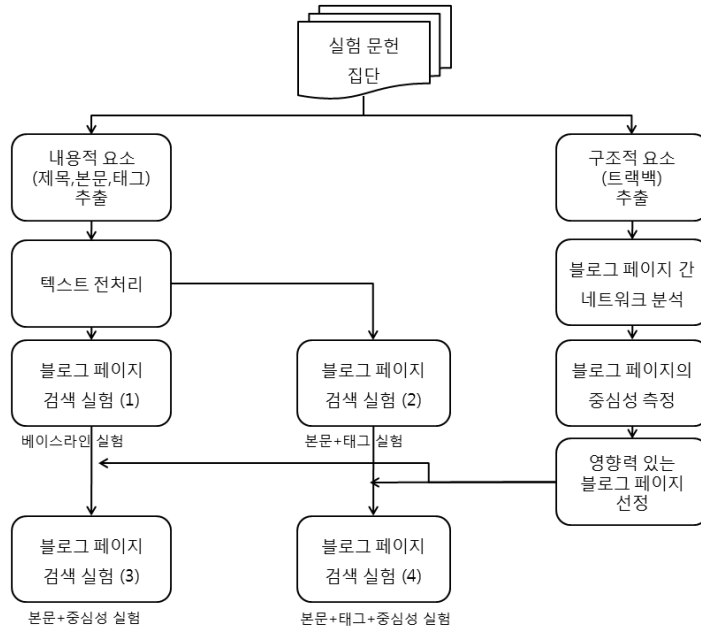 실험 문헌
집단
내용적 요소
(제목,본문,태그)
추출
구조적 요소
(트랙백)
추출
텍스트 전처리
블로그 페이지 간
네트워크 분석
블로그 페이지
검색 실험 (1)
베이스라인 실험
블로그 페이지
검색 실험 (2)
본문+태그 실험
블로그 페이지의
중심성 측정
영향력 있는
블로그 페이지
선정
블로그 페이지
검색 실험 (3)
본문+중심성 실험
블로그 페이지
검색 실험 (4)
본문+태그+중심성 실험